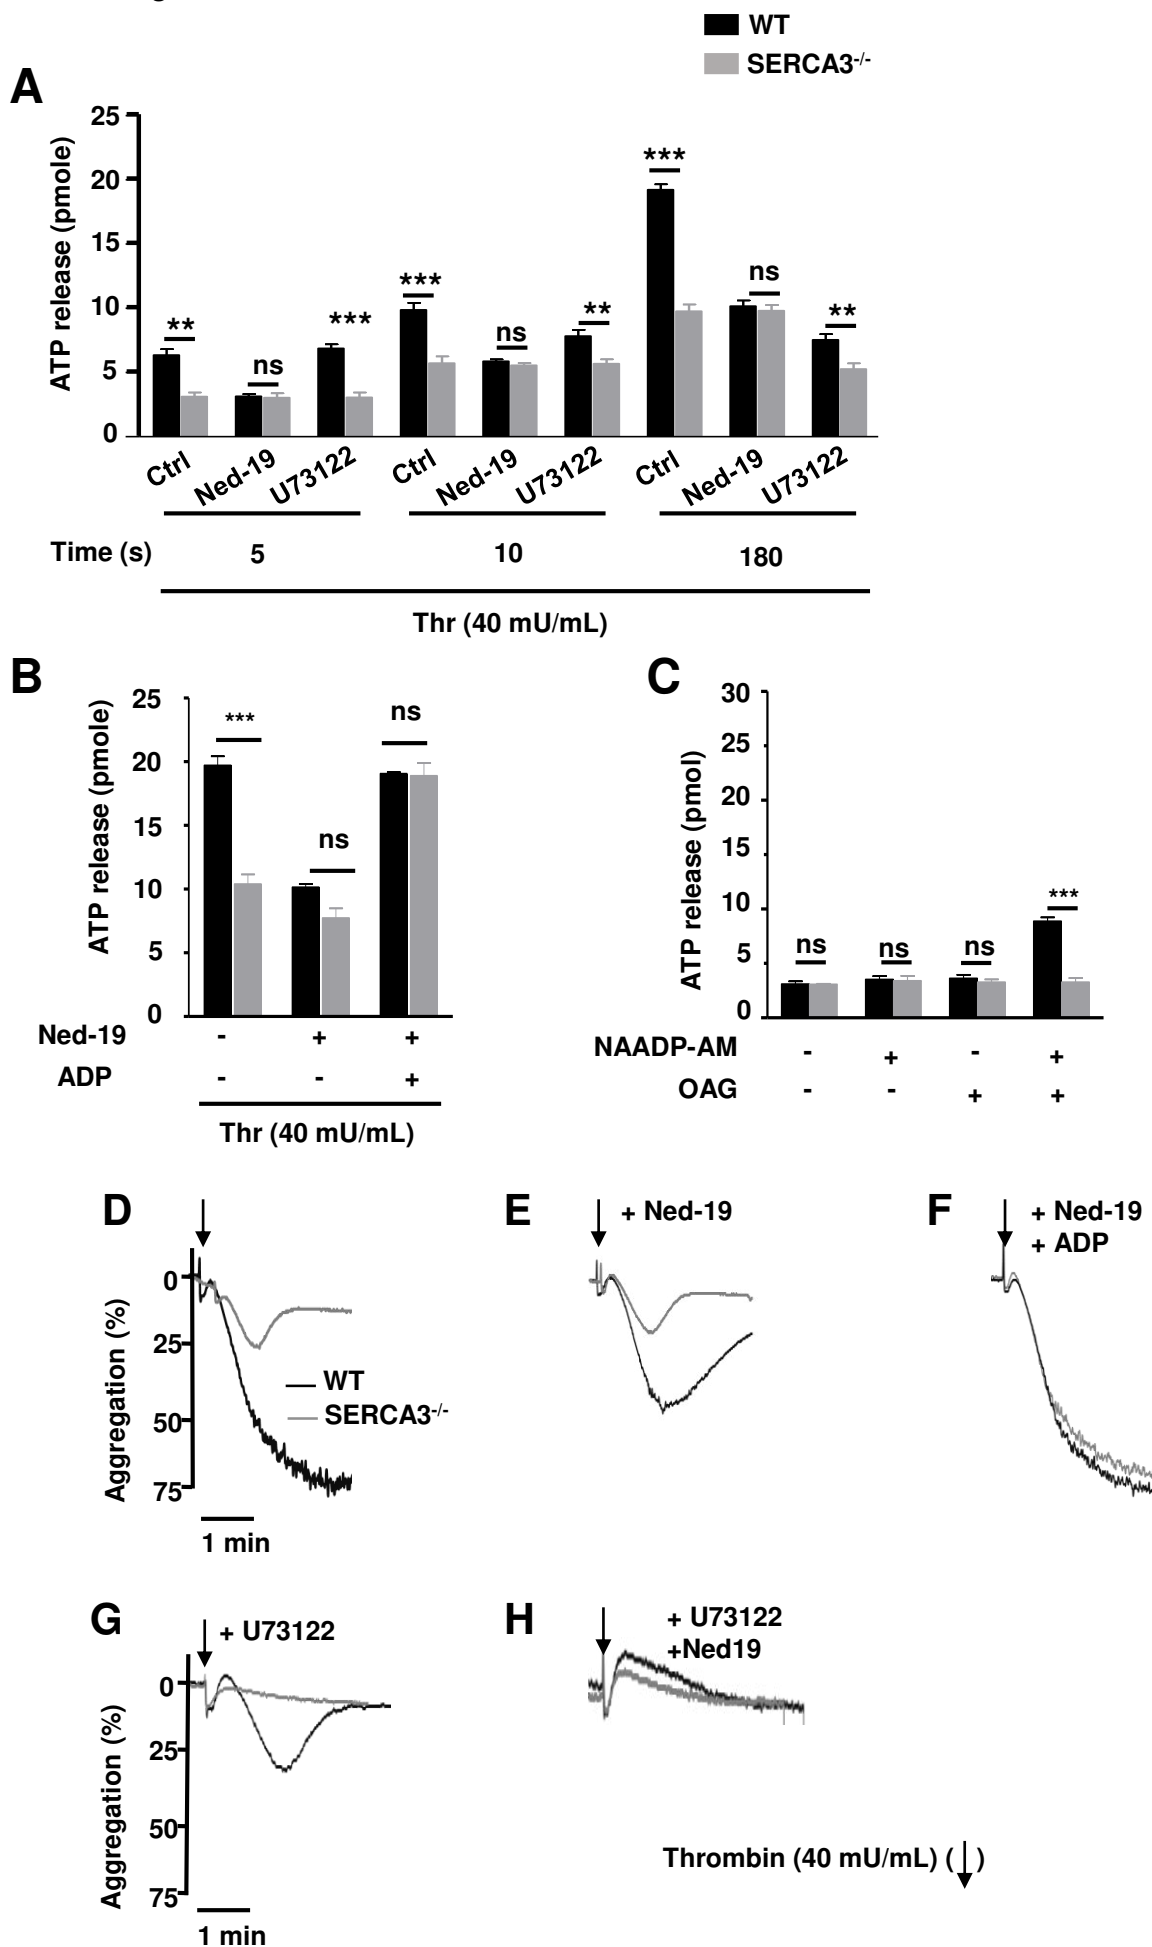 WT
SERCA3-/-
A
ATP release (pmole)
25
20
15
10
5
0
**
ns
***
***
ns
**
***
ns
**
Ctrl
Ned-19
U73122
Ctrl
Ned-19
U73122
Ctrl
Ned-19
U73122
Time (s)
5
10
180
Thr (40 mU/mL)
B
ATP release (pmole)
25
20
15
10
5
0
***
ns
ns
Ned-19 - + +
ADP - - +
Thr (40 mU/mL)
C
ATP release (pmol)
30
25
20
15
10
5
0
ns
ns
ns
***
NAADP-AM - + - +
OAG - - + +
D
Aggregation (%)
0
25
50
75
WT
SERCA3-/-
1 min
E
+ Ned-19
F
+ Ned-19
+ ADP
G
+ U73122
Aggregation (%)
0
25
50
75
1 min
H
+ U73122
+Ned19
Thrombin (40 mU/mL) (↓)